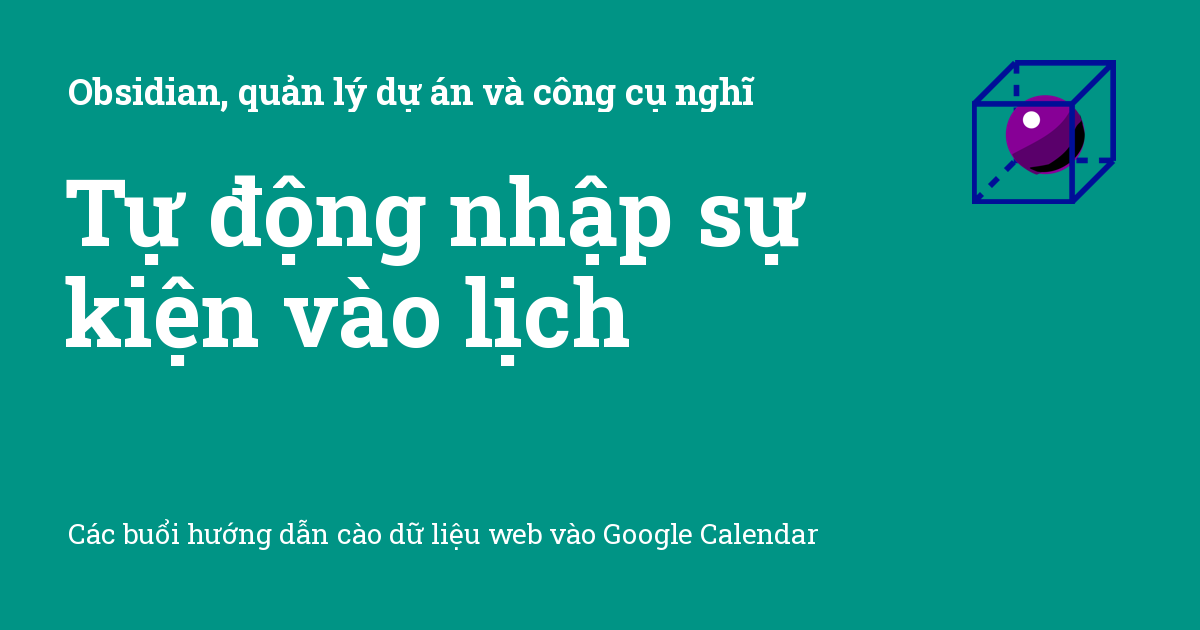 Obsidian, quản lý dự án và công cụ nghĩ
Tự động nhập sự
kiện vào lịch
Các buổi hướng dẫn cào dữ liệu web vào Google Calendar